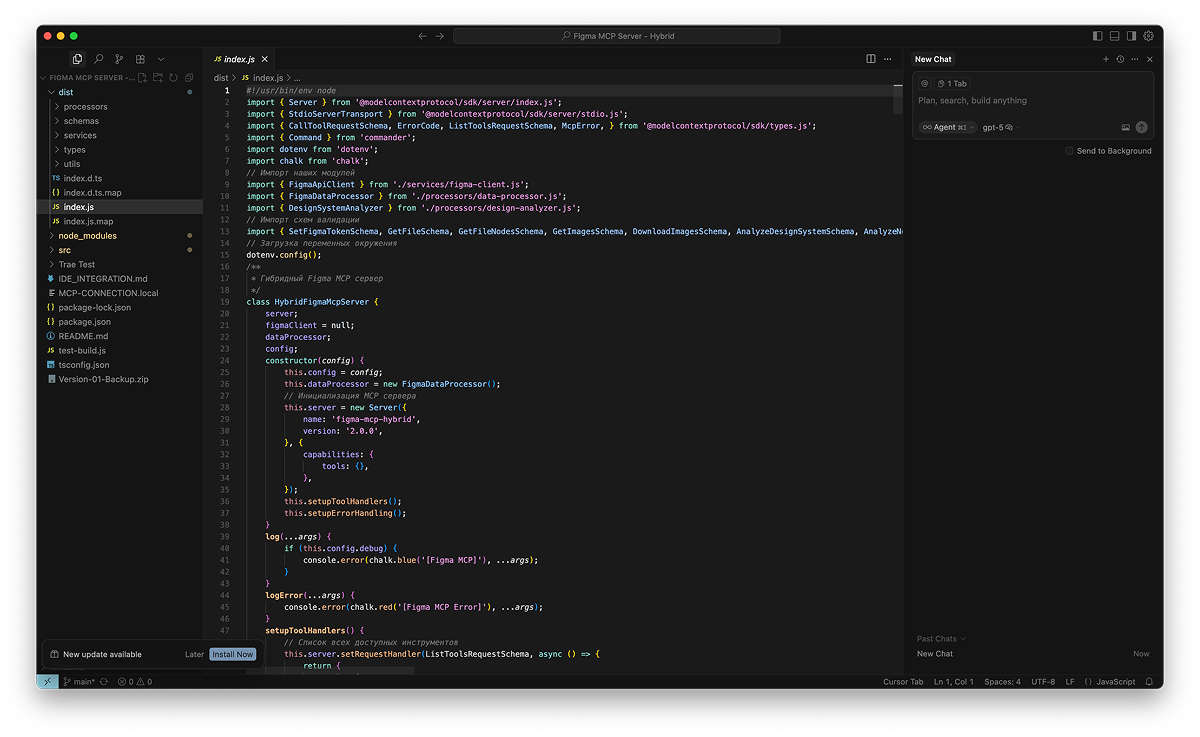 Figma MCP Server - Hybrid
FIGMA MCP SERVER -...
dist
processors
schemas
services
types
utils
TS index.d.ts
{} index.d.ts.map
JS index.js
JS index.js.map
node_modules
src
Trae Test
IDE_INTEGRATION.md
MCP-CONNECTION.local
{} package-lock.json
{} package.json
README.md
JS test-build.js
tsconfig.json
Version-01-Backup.zip
New update available
Later
Install Now
JS index.js
dist > JS index.js > ...
1 #!/usr/bin/env node
2 import { Server } from '@modelcontextprotocol/sdk/server/index.js';
3 import { StdioServerTransport } from '@modelcontextprotocol/sdk/server/stdio.js';
4 import { CallToolRequestSchema, ErrorCode, ListToolsRequestSchema, McpError, } from '@modelcontextprotocol/sdk/types.js';
5 import { Command } from 'commander';
6 import dotenv from 'dotenv';
7 import chalk from 'chalk';
8 // Импорт наших модулей
9 import { FigmaApiClient } from './services/figma-client.js';
10 import { FigmaDataProcessor } from './processors/data-processor.js';
11 import { DesignSystemAnalyzer } from './processors/design-analyzer.js';
12 // Импорт схем валидации
13 import { SetFigmaTokenSchema, GetFileSchema, GetFileNodesSchema, GetImagesSchema, DownloadImagesSchema, AnalyzeDesignSystemSchema,
14 // Загрузка переменных окружения
15 dotenv.config();
16 /**
17 * Гибридный Figma MCP сервер
18 */
19 class HybridFigmaMcpServer {
20 server;
21 figmaClient = null;
22 dataProcessor;
23 config;
24 constructor(config) {
25 this.config = config;
26 this.dataProcessor = new FigmaDataProcessor();
27 // Инициализация MCP сервера
28 this.server = new Server({
29 name: 'figma-mcp-hybrid',
30 version: '2.0.0',
31 }, {
32 capabilities: {
33 tools: {},
34 },
35 });
36 this.setupToolHandlers();
37 this.setupErrorHandling();
38 }
39 log(...args) {
40 if (this.config.debug) {
41 console.error(chalk.blue('[Figma MCP]'), ...args);
42 }
43 }
44 logError(...args) {
45 console.error(chalk.red('[Figma MCP Error]'), ...args);
46 }
47 setupToolHandlers() {
// Список всех доступных инструментов
this.server.setRequestHandler(ListToolsRequestSchema, async () => {
return {
New Chat
@ 1 Tab
Plan, search, build anything
Agent ⌘I
gpt-5
Send to Background
Past Chats
New Chat
Now
main*
0 0
Cursor Tab
Ln 1, Col 1
Spaces: 4
UTF-8
LF
{} JavaScript